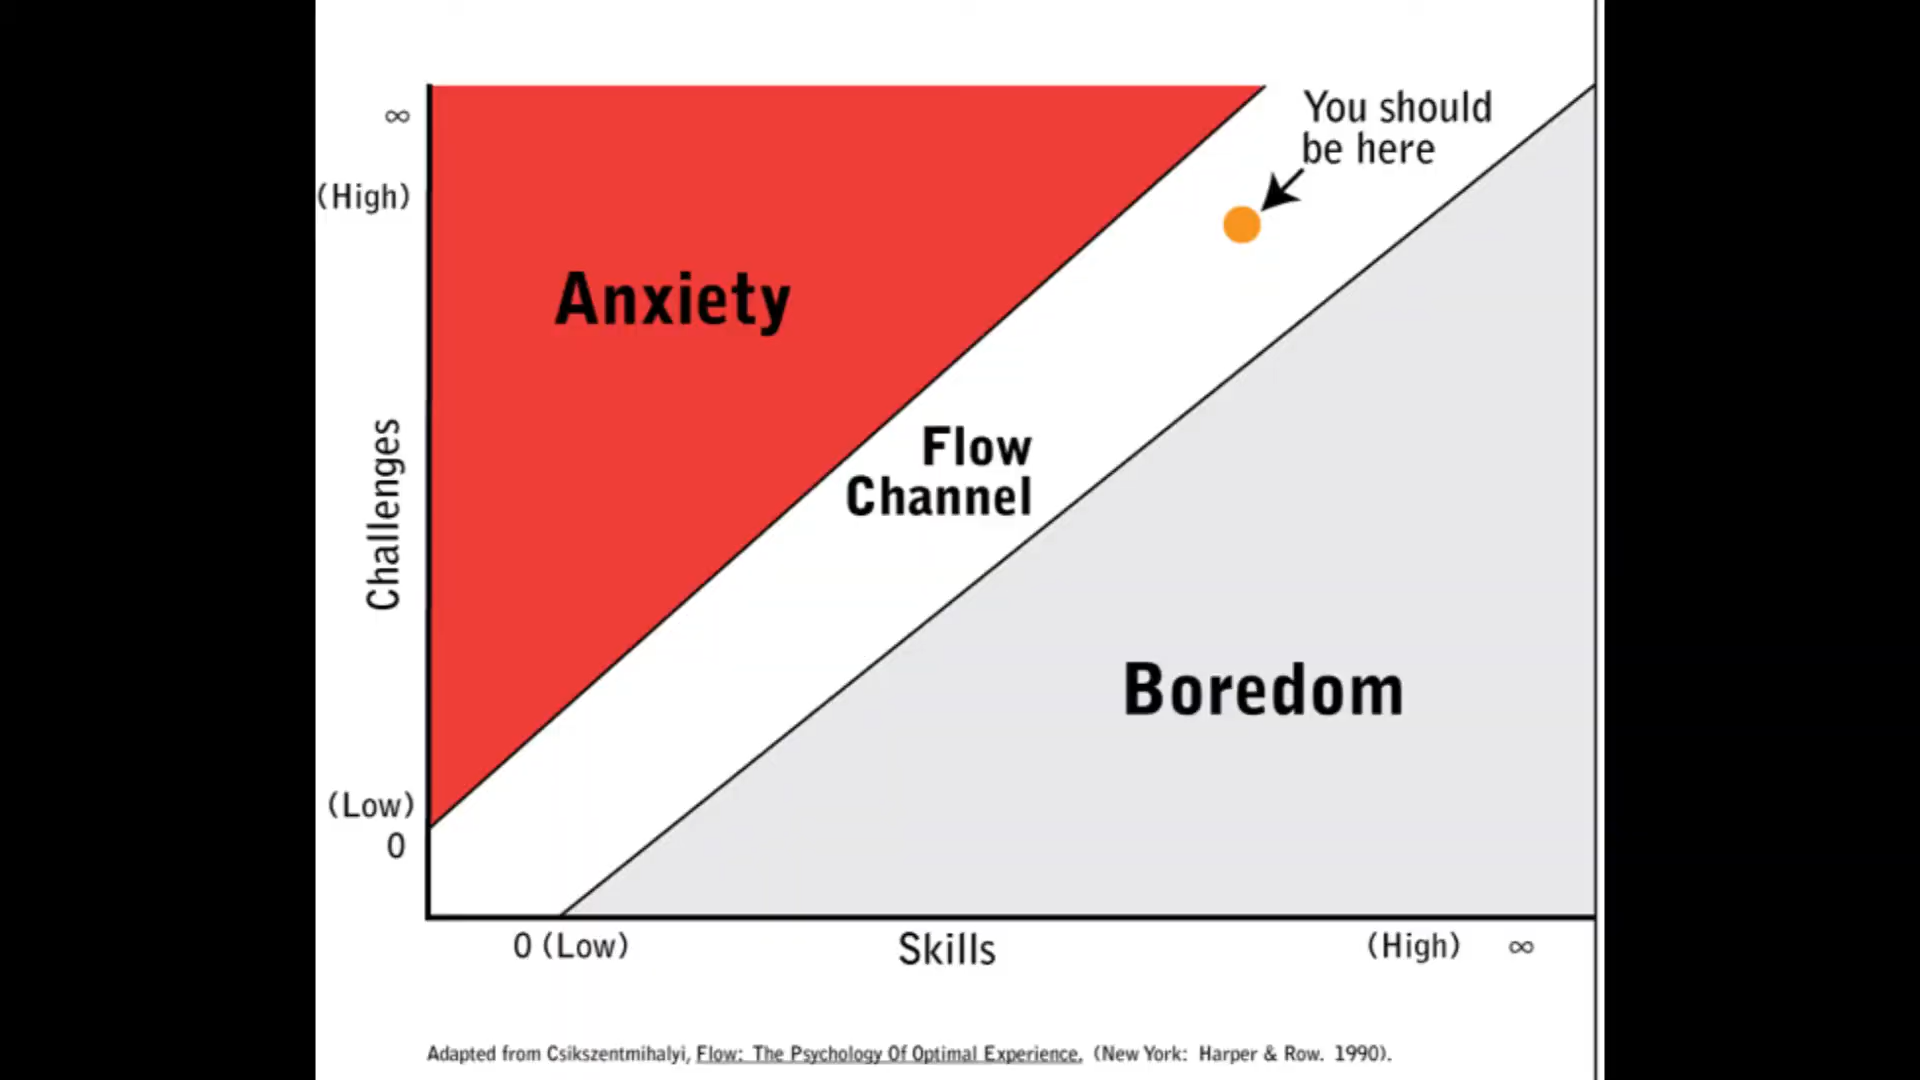 ∞
You should
be here
(High)
Anxiety
Flow
Channel
Challenges
Boredom
(Low)
0
0 (Low)
Skills
(High)
∞
Adapted from Csikszentmihalyi, Flow: The Psychology Of Optimal Experience. (New York: Harper & Row. 1990).